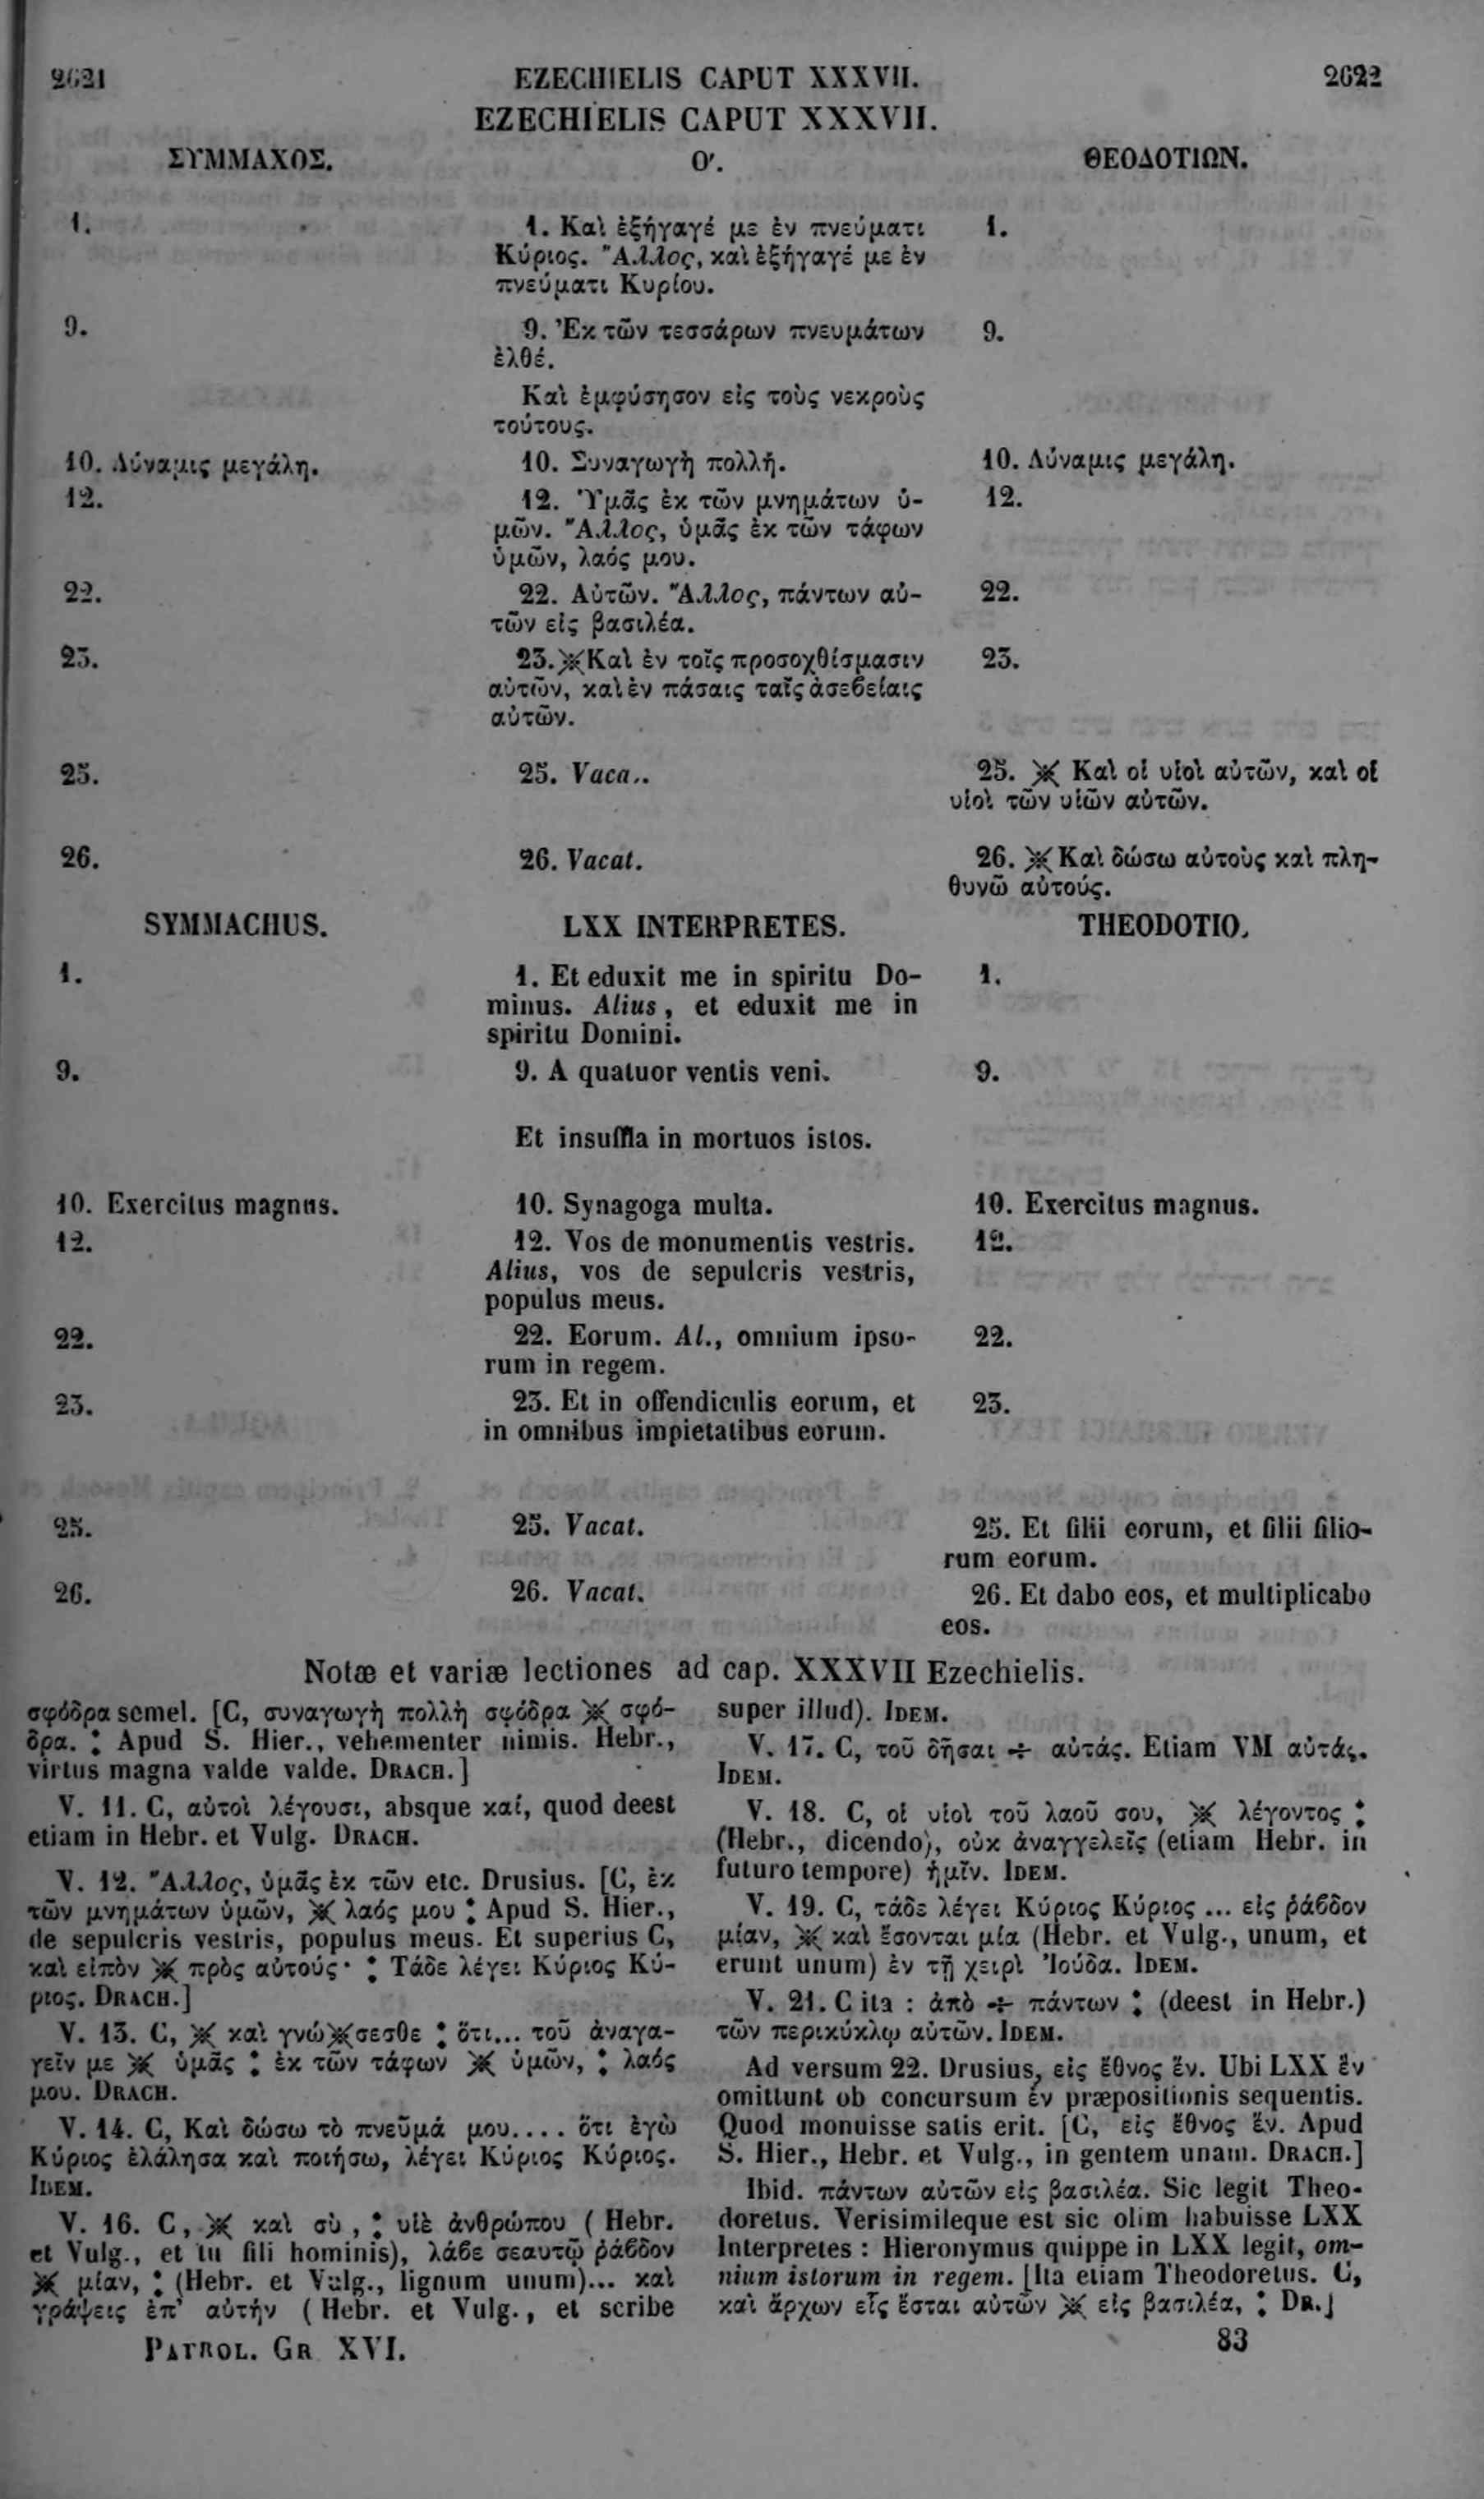 2621 EZECHIELIS CAPUT XXXVII. 2622
EZECHIELIS CAPUT XXXVII.
ΣΥΜΜΑΧΟΣ.
1.
9.
10. Δύναμις μεγάλη.
12.
22.
23.
25.
26.
Ο′.
1. Καὶ ἐξήγαγέ με ἐν πνεύματι
Κύριος. Ἄλλος, καὶ ἐξήγαγέ με ἐν
πνεύματι Κυρίου.
9. Ἐκ τῶν τεσσάρων πνευμάτων
ἐλθέ.
Καὶ ἐμφύσησον εἰς τοὺς νεκροὺς
τούτους.
10. Συναγωγὴ πολλή.
12. Ὑμᾶς ἐκ τῶν μνημάτων ὑ-
μῶν. Ἄλλος, ὑμᾶς ἐκ τῶν τάφων
ὑμῶν, λαός μου.
22. Αὐτῶν. Ἄλλος, πάντων αὐ-
τῶν εἰς βασιλέα.
23. ※ Καὶ ἐν τοῖς προσοχθίσμασιν
αὐτῶν, καὶ ἐν πάσαις ταῖς ἀσεβείαις
αὐτῶν.
25. Vaca..
26. Vacat.
ΘΕΟΔΟΤΙΩΝ.
1.
9.
10. Δύναμις μεγάλη.
12.
22.
23.
25. ※ Καὶ οἱ υἱοὶ αὐτῶν, καὶ οἱ
υἱοὶ τῶν υἱῶν αὐτῶν.
26. ※ Καὶ δώσω αὐτοὺς καὶ πλη-
θυνῶ αὐτούς.
SYMMACHUS.
1.
9.
10. Exercitus magnus.
12.
22.
23.
25.
26.
LXX INTERPRETES.
1. Et eduxit me in spiritu Do-
minus. Alius, et eduxit me in
spiritu Domini.
9. A quatuor ventis veni.
Et insuffla in mortuos istos.
10. Synagoga multa.
12. Vos de monumentis vestris.
Alius, vos de sepulcris vestris,
populus meus.
22. Eorum. Al., omnium ipso-
rum in regem.
23. Et in offendiculis eorum, et
in omnibus impietatibus eorum.
25. Vacat.
26. Vacat.
THEODOTIO.
1.
9.
10. Exercitus magnus.
12.
22.
23.
25. Et filii eorum, et filii filio-
rum eorum.
26. Et dabo eos, et multiplicabo
eos.
Notæ et variæ lectiones ad cap. XXXVII Ezechielis.
σφόδρα semel. [C, συναγωγὴ πολλὴ σφόδρα ※ σφό-
δρα. : Apud S. Hier., vehementer nimis. Hebr.,
virtus magna valde valde. DRACH.]
V. 11. C, αὐτοὶ λέγουσι, absque καί, quod deest
etiam in Hebr. et Vulg. DRACH.
V. 12. Ἄλλος, ὑμᾶς ἐκ τῶν etc. Drusius. [C, ἐκ
τῶν μνημάτων ὑμῶν, ※ λαός μου : Apud S. Hier.,
de sepulcris vestris, populus meus. Et superius C,
καὶ εἰπὸν ※ πρὸς αὐτούς· : Τάδε λέγει Κύριος Κύ-
ριος. DRACH.]
V. 13. C, ※ καὶ γνώ※σεσθε : ὅτι... τοῦ ἀναγα-
γεῖν με ※ ὑμᾶς : ἐκ τῶν τάφων ※ ὑμῶν, : λαός
μου. DRACH.
V. 14. C, Καὶ δώσω τὸ πνεῦμά μου.... ὅτι ἐγὼ
Κύριος ἐλάλησα καὶ ποιήσω, λέγει Κύριος Κύριος.
IDEM.
V. 16. C, ※ καὶ σὺ, : υἱὲ ἀνθρώπου ( Hebr.
et Vulg., et tu fili hominis), λάβε σεαυτῷ ῥάβδον
※ μίαν, : (Hebr. et Vulg., lignum unum)... καὶ
γράψεις ἐπ' αὐτήν ( Hebr. et Vulg., et scribe
super illud). IDEM.
V. 17. C, τοῦ δῆσαι ÷ αὐτάς. Etiam VM αὐτάς.
IDEM.
V. 18. C, οἱ υἱοὶ τοῦ λαοῦ σου, ※ λέγοντος :
(Hebr., dicendo), οὐκ ἀναγγελεῖς (etiam Hebr. in
futuro tempore) ἡμῖν. IDEM.
V. 19. C, τάδε λέγει Κύριος Κύριος ... εἰς ῥάβδον
μίαν, ※ καὶ ἔσονται μία (Hebr. et Vulg., unum, et
erunt unum) ἐν τῇ χειρὶ Ἰούδα. IDEM.
V. 21. C ita : ἀπὸ ÷ πάντων : (deest in Hebr.)
τῶν περικύκλῳ αὐτῶν. IDEM.
Ad versum 22. Drusius, εἰς ἔθνος ἕν. Ubi LXX ἓν
omittunt ob concursum ἐν præpositionis sequentis.
Quod monuisse satis erit. [C, εἰς ἔθνος ἕν. Apud
S. Hier., Hebr. et Vulg., in gentem unam. DRACH.]
Ibid. πάντων αὐτῶν εἰς βασιλέα. Sic legit Theo-
doretus. Verisimileque est sic olim habuisse LXX
Interpretes : Hieronymus quippe in LXX legit, om-
nium istorum in regem. [Ita etiam Theodoretus. C,
καὶ ἄρχων εἷς ἔσται αὐτῶν ※ εἰς βασιλέα, : DR.]
PATROL. GR XVI. 83